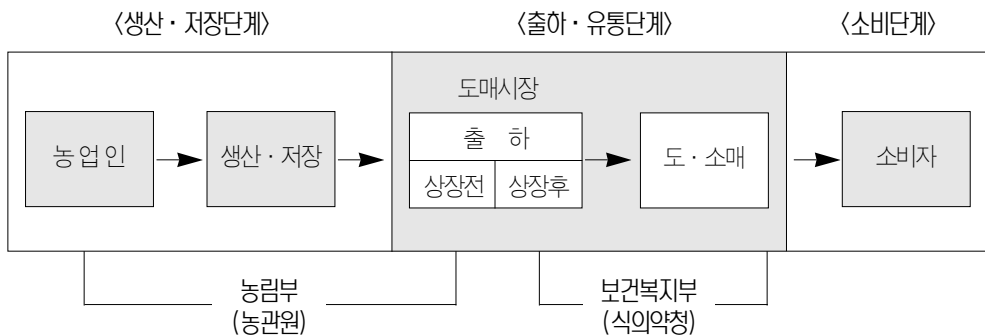 〈생산 · 저장단계〉 〈출하 · 유통단계〉 〈소비단계〉
도매시장
농업인 생산 · 저장 출 하 도 · 소매 소비자
상장전 상장후
농림부 보건복지부
(농관원) (식의약청)